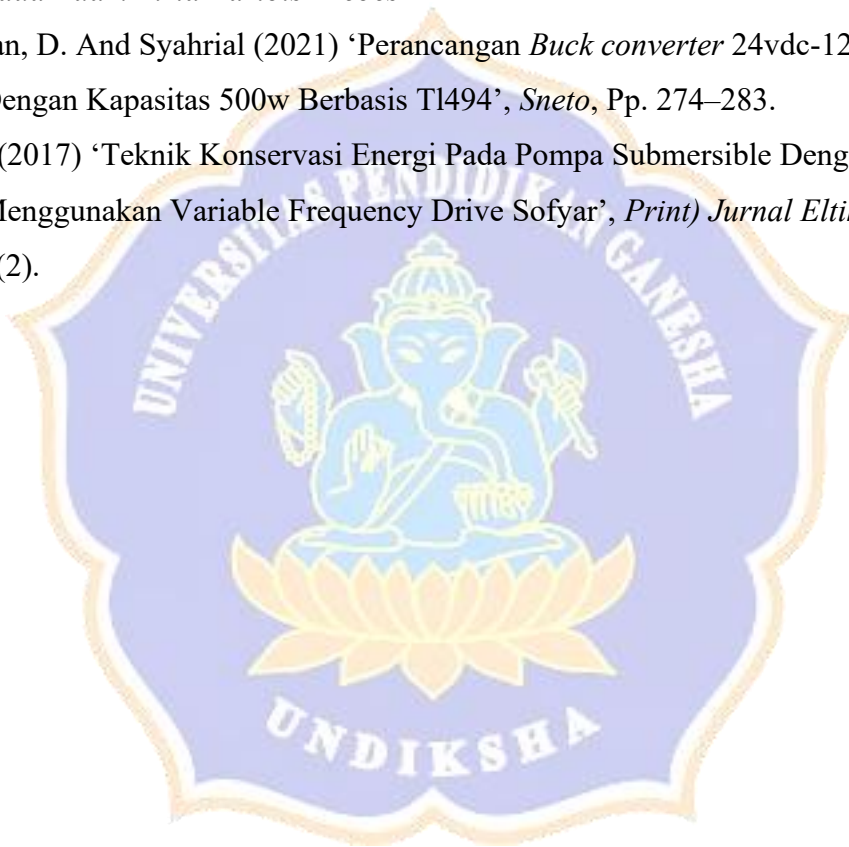 an, D. And Syahrial (2021) ‘Perancangan Buck converter 24vdc-12
Dengan Kapasitas 500w Berbasis Tl494’, Sneto, Pp. 274–283.
(2017) ‘Teknik Konservasi Energi Pada Pompa Submersible Deng
Menggunakan Variable Frequency Drive Sofyar’, Print) Jurnal Elti
(2).
UNIVERSITAS PENDIDIKAN GANESHA
UNDIKSHA